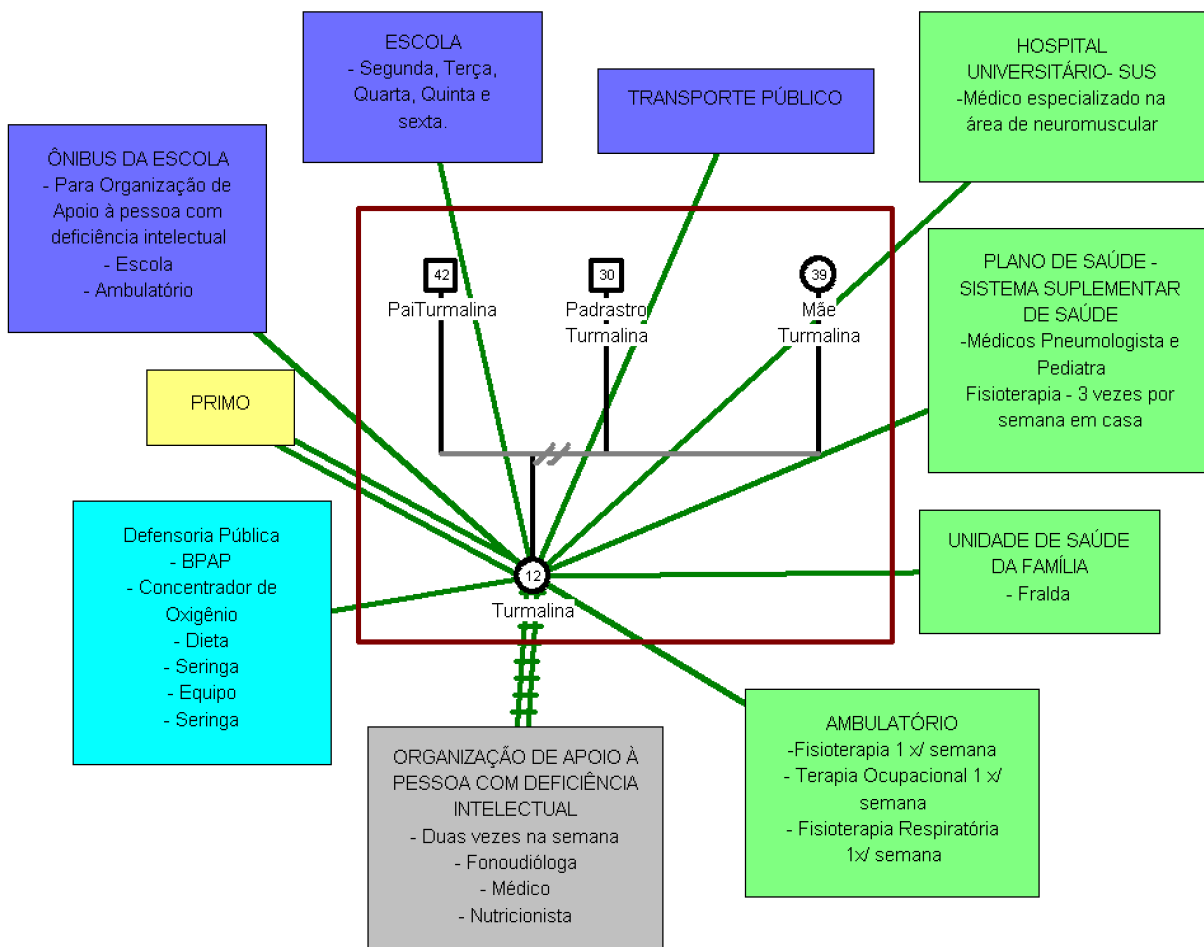 ESCOLA
- Segunda, Terça,
Quarta, Quinta e
sexta.
TRANSPORTE PÚBLICO
HOSPITAL
UNIVERSITÁRIO- SUS
-Médico especializado na
área de neuromuscular
ÔNIBUS DA ESCOLA
- Para Organização de
Apoio à pessoa com
deficiência intelectual
- Escola
- Ambulatório
PLANO DE SAÚDE -
SISTEMA SUPLEMENTAR
DE SAÚDE
-Médicos Pneumologista e
Pediatra
Fisioterapia - 3 vezes por
semana em casa
42
PaiTurmalina
30
Padrastro
Turmalina
39
Mãe
Turmalina
PRIMO
Defensoria Pública
- BPAP
- Concentrador de
Oxigênio
- Dieta
- Seringa
- Equipo
- Seringa
12
Turmalina
UNIDADE DE SAÚDE
DA FAMÍLIA
- Fralda
ORGANIZAÇÃO DE APOIO À
PESSOA COM DEFICIÊNCIA
INTELECTUAL
- Duas vezes na semana
- Fonoudióloga
- Médico
- Nutricionista
AMBULATÓRIO
-Fisioterapia 1 x/ semana
- Terapia Ocupacional 1 x/
semana
- Fisioterapia Respiratória
1x/ semana